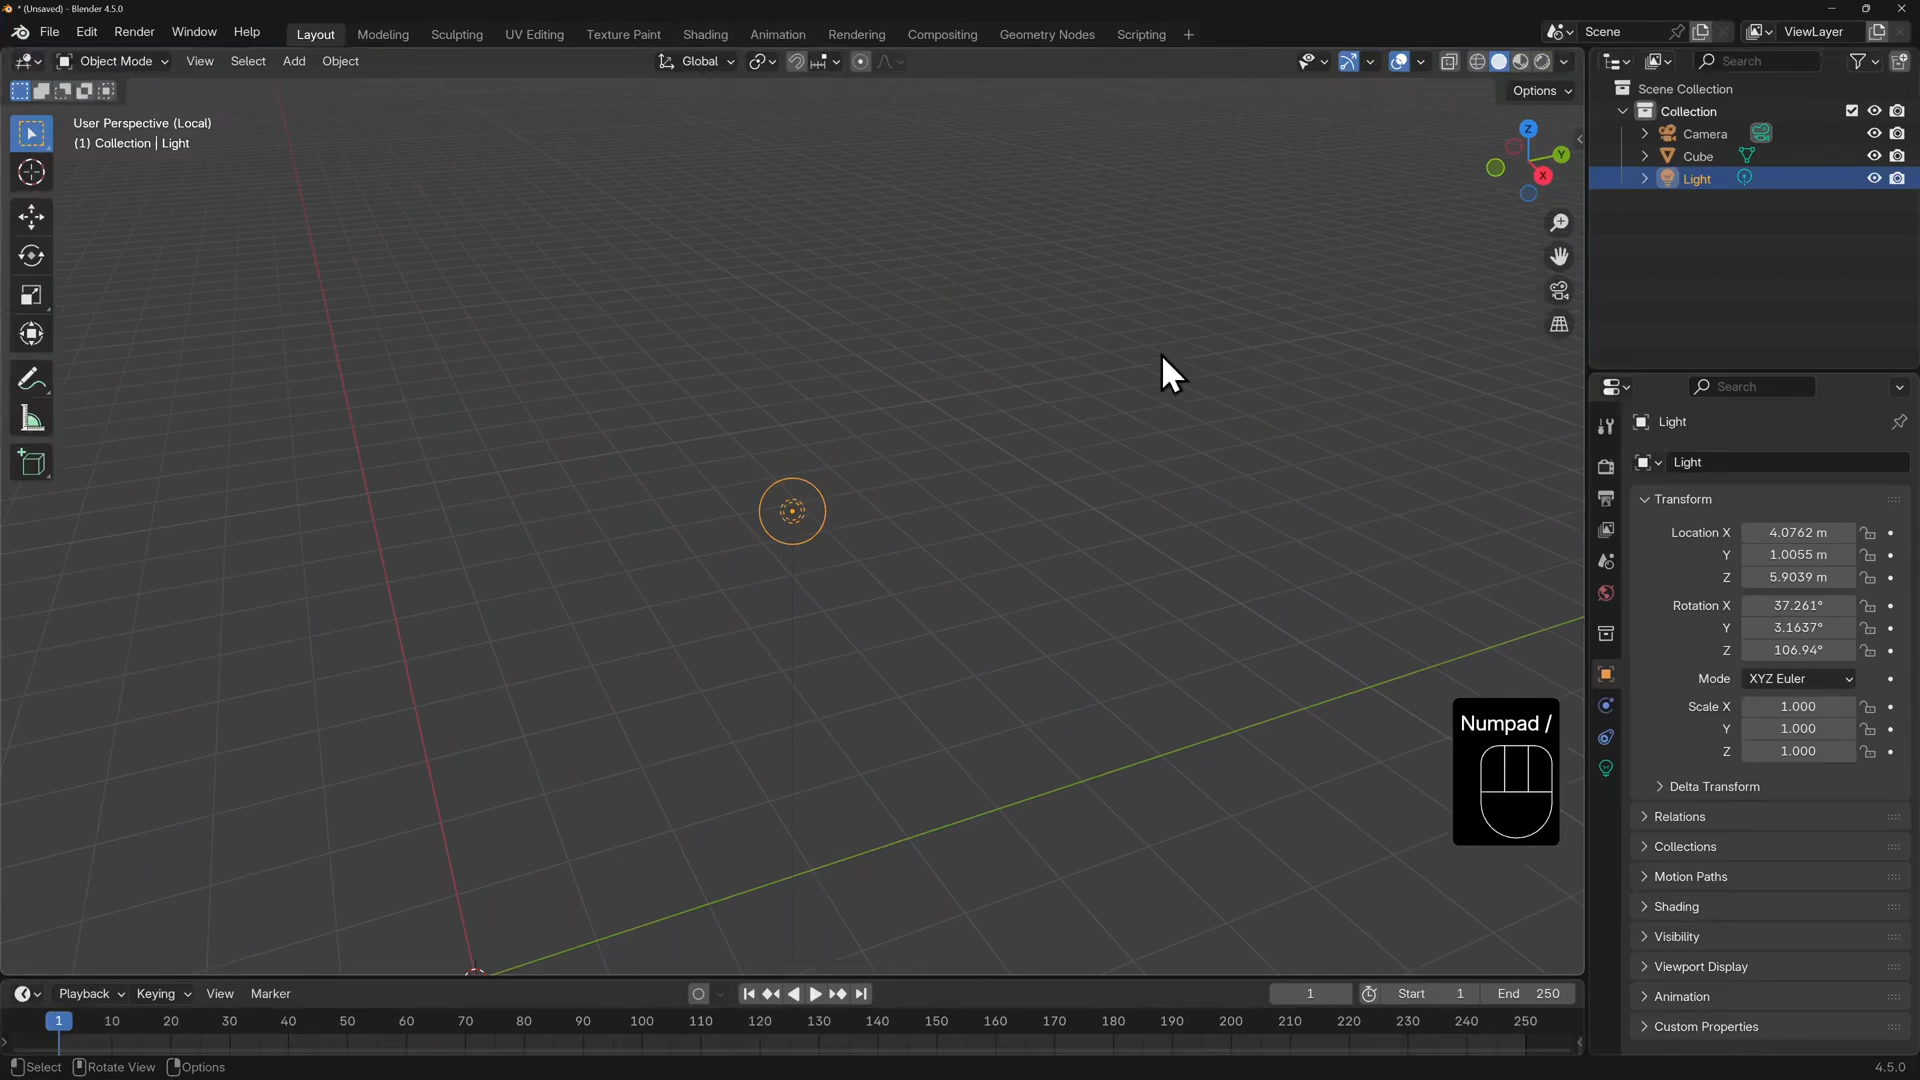 * (Unsaved) - Blender 4.5.0
File Edit Render Window Help
Layout Modeling Sculpting UV Editing Texture Paint Shading Animation Rendering Compositing Geometry Nodes Scripting +
Scene
ViewLayer
Object Mode View Select Add Object
Global
Search
Options
User Perspective (Local)
(1) Collection | Light
Z
Y
X
Scene Collection
Collection
Camera
Cube
Light
Search
Light
Light
Transform
Location X 4.0762 m
Y 1.0055 m
Z 5.9039 m
Rotation X 37.261°
Y 3.1637°
Z 106.94°
Mode XYZ Euler
Scale X 1.000
Y 1.000
Z 1.000
Delta Transform
Relations
Collections
Motion Paths
Shading
Visibility
Viewport Display
Animation
Custom Properties
Numpad /
Playback Keying View Marker
1 Start 1 End 250
1 10 20 30 40 50 60 70 80 90 100 110 120 130 140 150 160 170 180 190 200 210 220 230 240 250
Select Rotate View Options
4.5.0